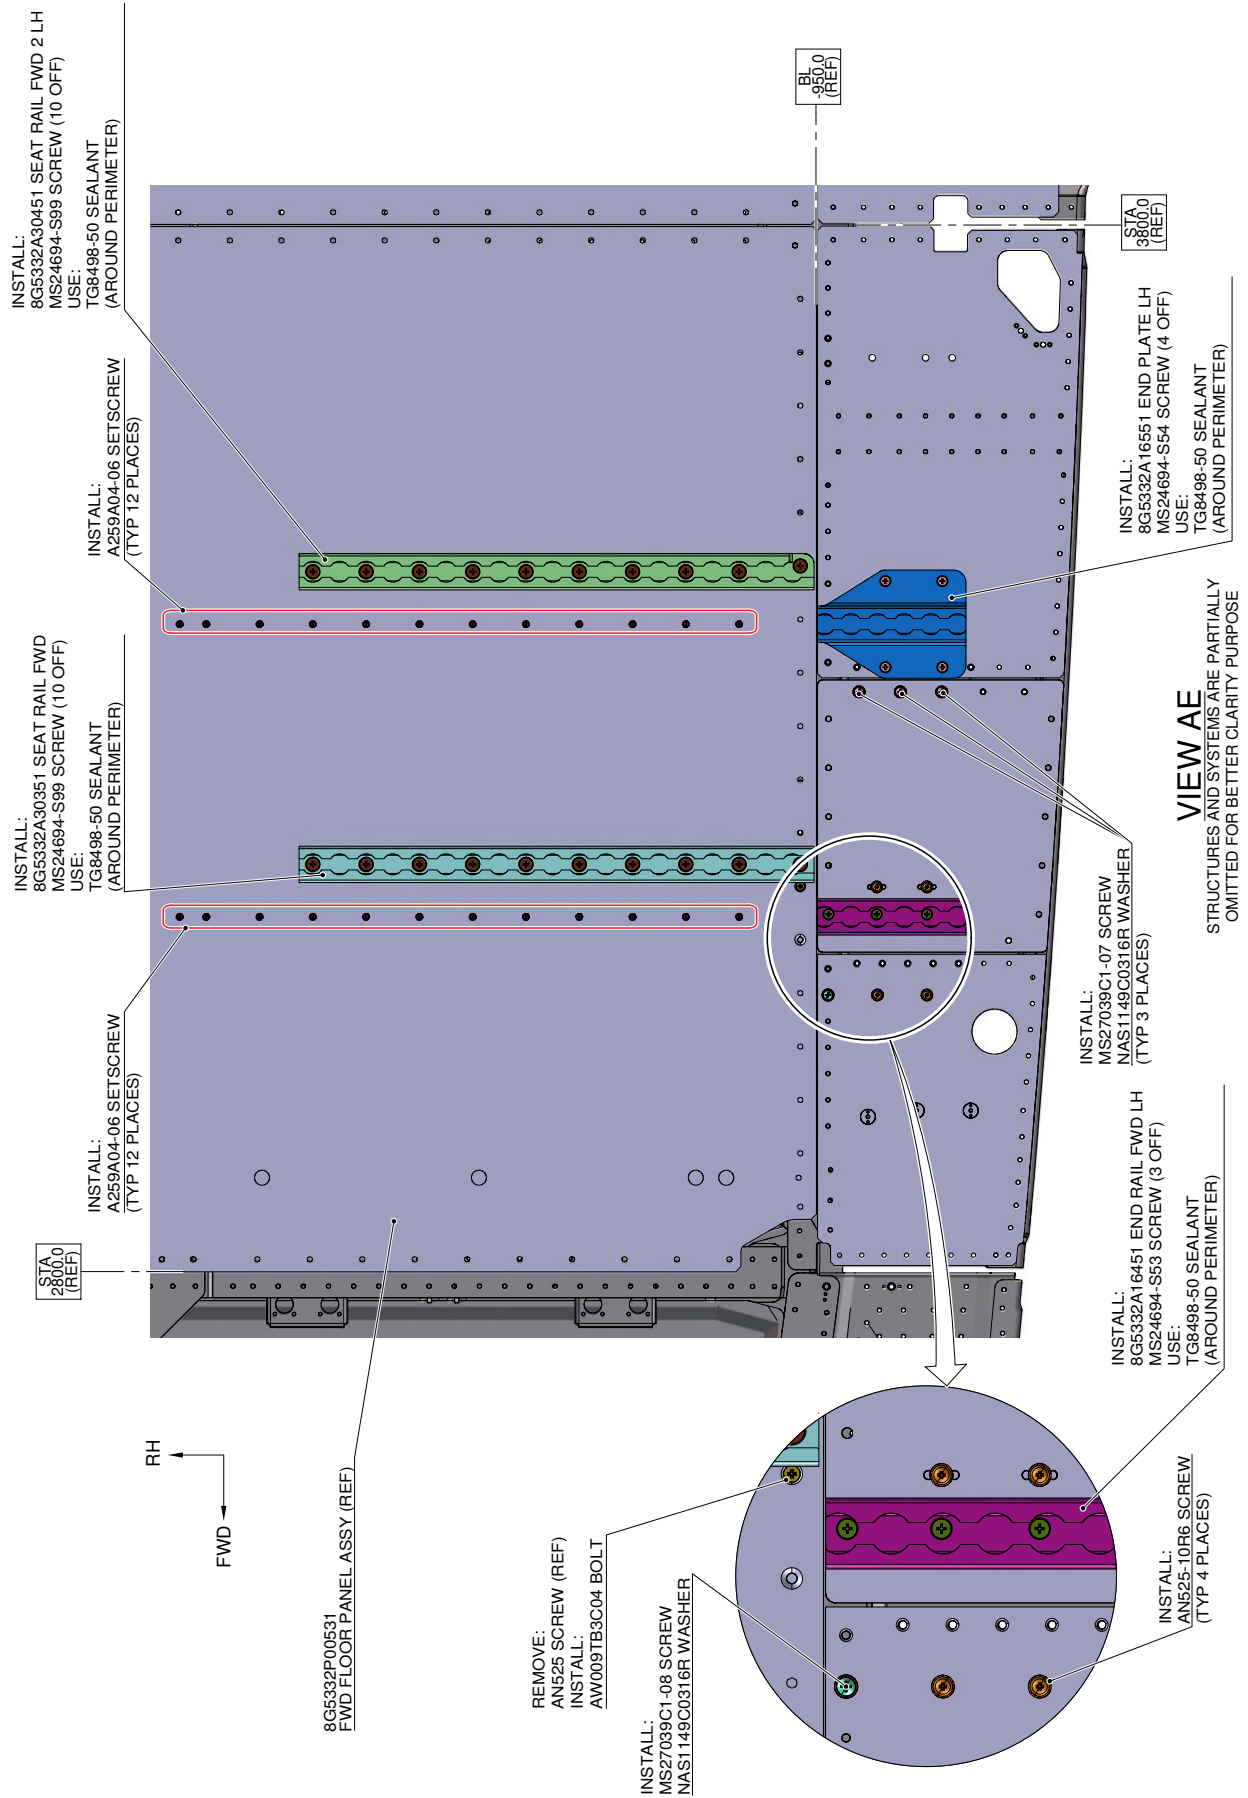 INSTALL:
8G5332A30451 SEAT RAIL FWD 2 LH
MS24694-S99 SCREW (10 OFF)
USE:
TG8498-50 SEALANT
(AROUND PERIMETER)
INSTALL:
A259A04-06 SETSCREW
(TYP 12 PLACES)
INSTALL:
8G5332A30351 SEAT RAIL FWD
MS24694-S99 SCREW (10 OFF)
USE:
TG8498-50 SEALANT
(AROUND PERIMETER)
INSTALL:
A259A04-06 SETSCREW
(TYP 12 PLACES)
STA
2800.0
(REF)
BL
-950.0
(REF)
STA
3800.0
(REF)
INSTALL:
8G5332A16551 END PLATE LH
MS24694-S54 SCREW (4 OFF)
USE:
TG8498-50 SEALANT
(AROUND PERIMETER)
VIEW AE
STRUCTURES AND SYSTEMS ARE PARTIALLY
OMITTED FOR BETTER CLARITY PURPOSE
INSTALL:
MS27039C1-07 SCREW
NAS1149C0316R WASHER
(TYP 3 PLACES)
INSTALL:
8G5332A16451 END RAIL FWD LH
MS24694-S53 SCREW (3 OFF)
USE:
TG8498-50 SEALANT
(AROUND PERIMETER)
INSTALL:
AN525-10R6 SCREW
(TYP 4 PLACES)
RH
FWD
8G5332P00531
FWD FLOOR PANEL ASSY (REF)
REMOVE:
AN525 SCREW (REF)
INSTALL:
AW009TB3C04 BOLT
INSTALL:
MS27039C1-08 SCREW
NAS1149C0316R WASHER